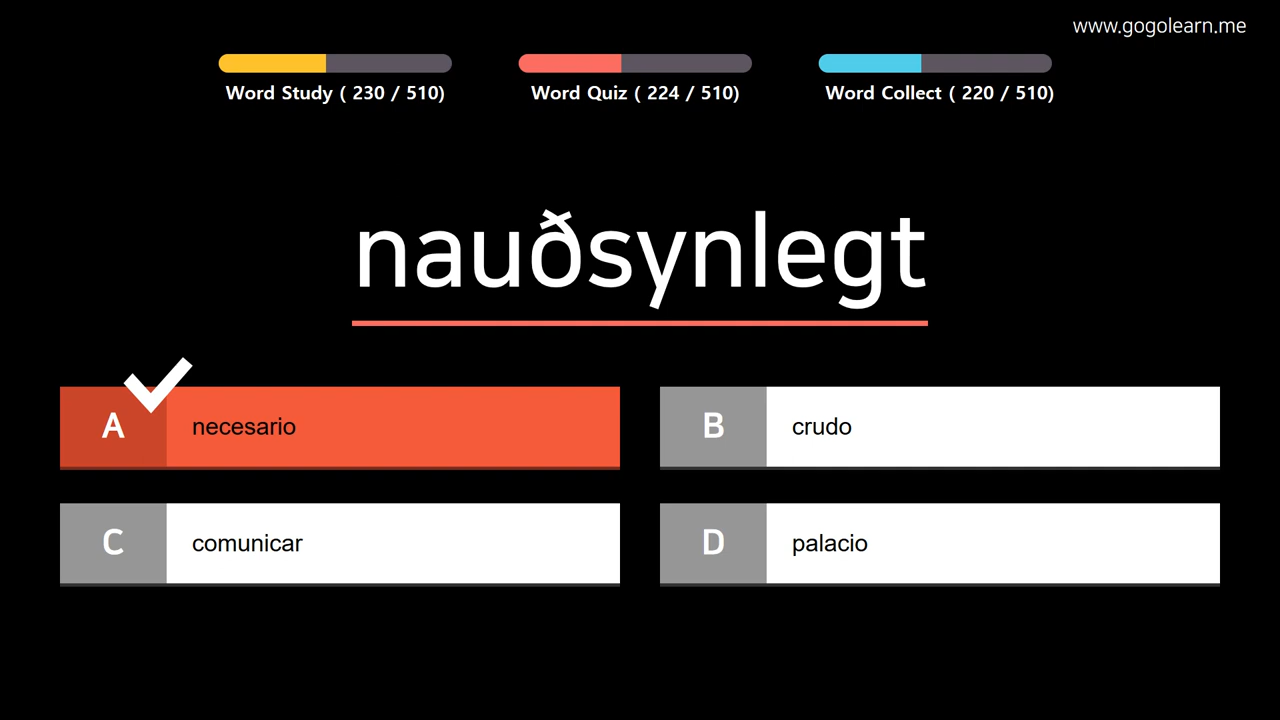 www.gogolearn.me
Word Study ( 230 / 510)
Word Quiz ( 224 / 510)
Word Collect ( 220 / 510)
nauðsynlegt
A necesario
B crudo
C comunicar
D palacio